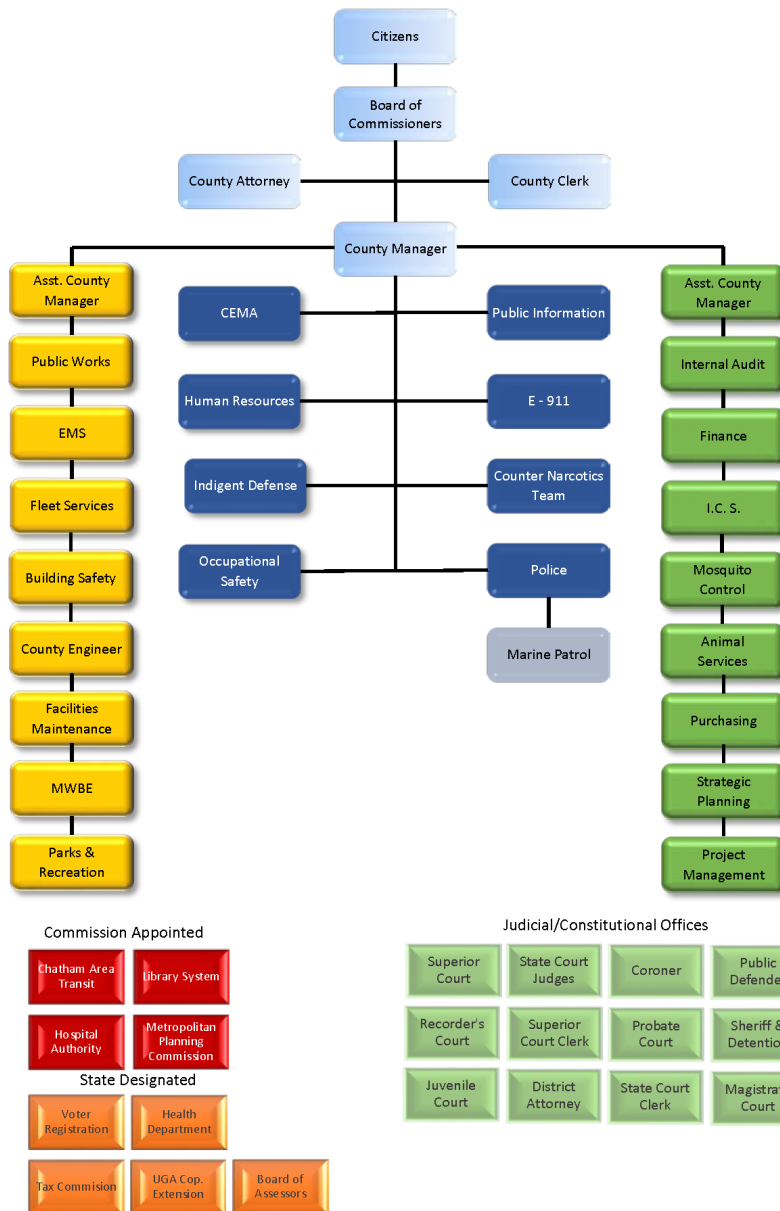 Citizens
Board of
Commissioners
County Attorney
County Clerk
County Manager
Asst. County
Manager
Public Works
EMS
Fleet Services
Building Safety
County Engineer
Facilities
Maintenance
MWBE
Parks &
Recreation
CEMA
Public Information
Human Resources
E - 911
Indigent Defense
Counter Narcotics
Team
Occupational
Safety
Police
Marine Patrol
Asst. County
Manager
Internal Audit
Finance
I.C. S.
Mosquito
Control
Animal
Services
Purchasing
Strategic
Planning
Project
Management
Commission Appointed
Chatham Area
Transit
Library System
Hospital
Authority
Metropolitan
Planning
Commission
State Designated
Voter
Registration
Health
Department
Tax Commision
UGA Cop.
Extension
Board of
Assessors
Judicial/Constitutional Offices
Superior
Court
State Court
Judges
Coroner
Public
Defende
Recorder's
Court
Superior
Court Clerk
Probate
Court
Sheriff &
Detentio
Juvenile
Court
District
Attorney
State Court
Clerk
Magistrat
Court